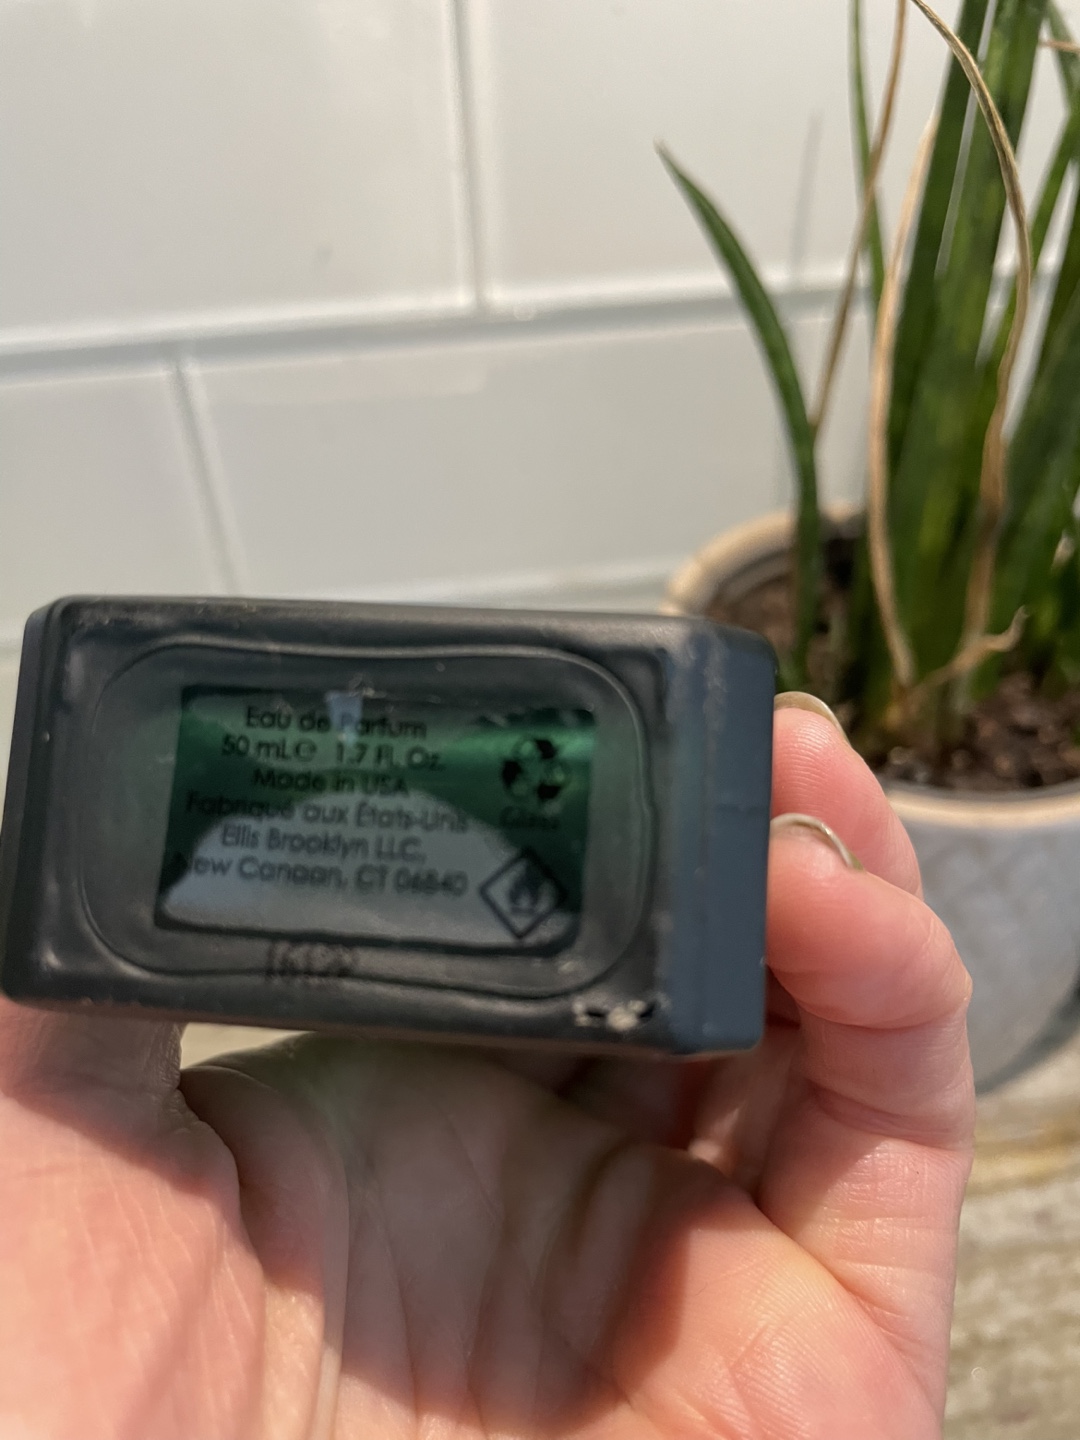 Eau de Parfum
50 mL℮ 1.7 Fl. Oz.
Made in USA
Fabriqué aux États-Unis
Ellis Brooklyn LLC,
New Canaan, CT 06840
Glass